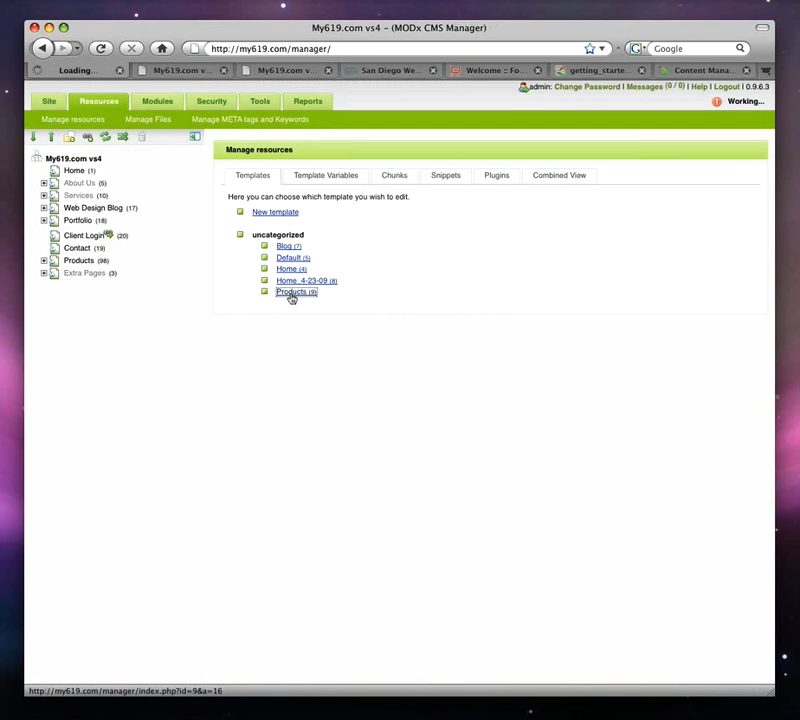 My619.com vs4 - (MODx CMS Manager)
http://my619.com/manager/
Google
Loading...
My619.com v...
My619.com v...
San Diego We...
Welcome :: Fo...
getting_starte...
Content Mana...
admin: Change Password | Messages (0 / 0) | Help | Logout | 0.9.6.3
Site Resources Modules Security Tools Reports
Working...
Manage resources Manage Files Manage META tags and Keywords
My619.com vs4
Home (1)
About Us (5)
Services (10)
Web Design Blog (17)
Portfolio (18)
Client Login (20)
Contact (19)
Products (98)
Extra Pages (3)
Manage resources
Templates Template Variables Chunks Snippets Plugins Combined View
Here you can choose which template you wish to edit.
New template
uncategorized
Blog (7)
Default (5)
Home (4)
Home_4-23-09 (8)
Products (9)
http://my619.com/manager/index.php?id=9&a=16